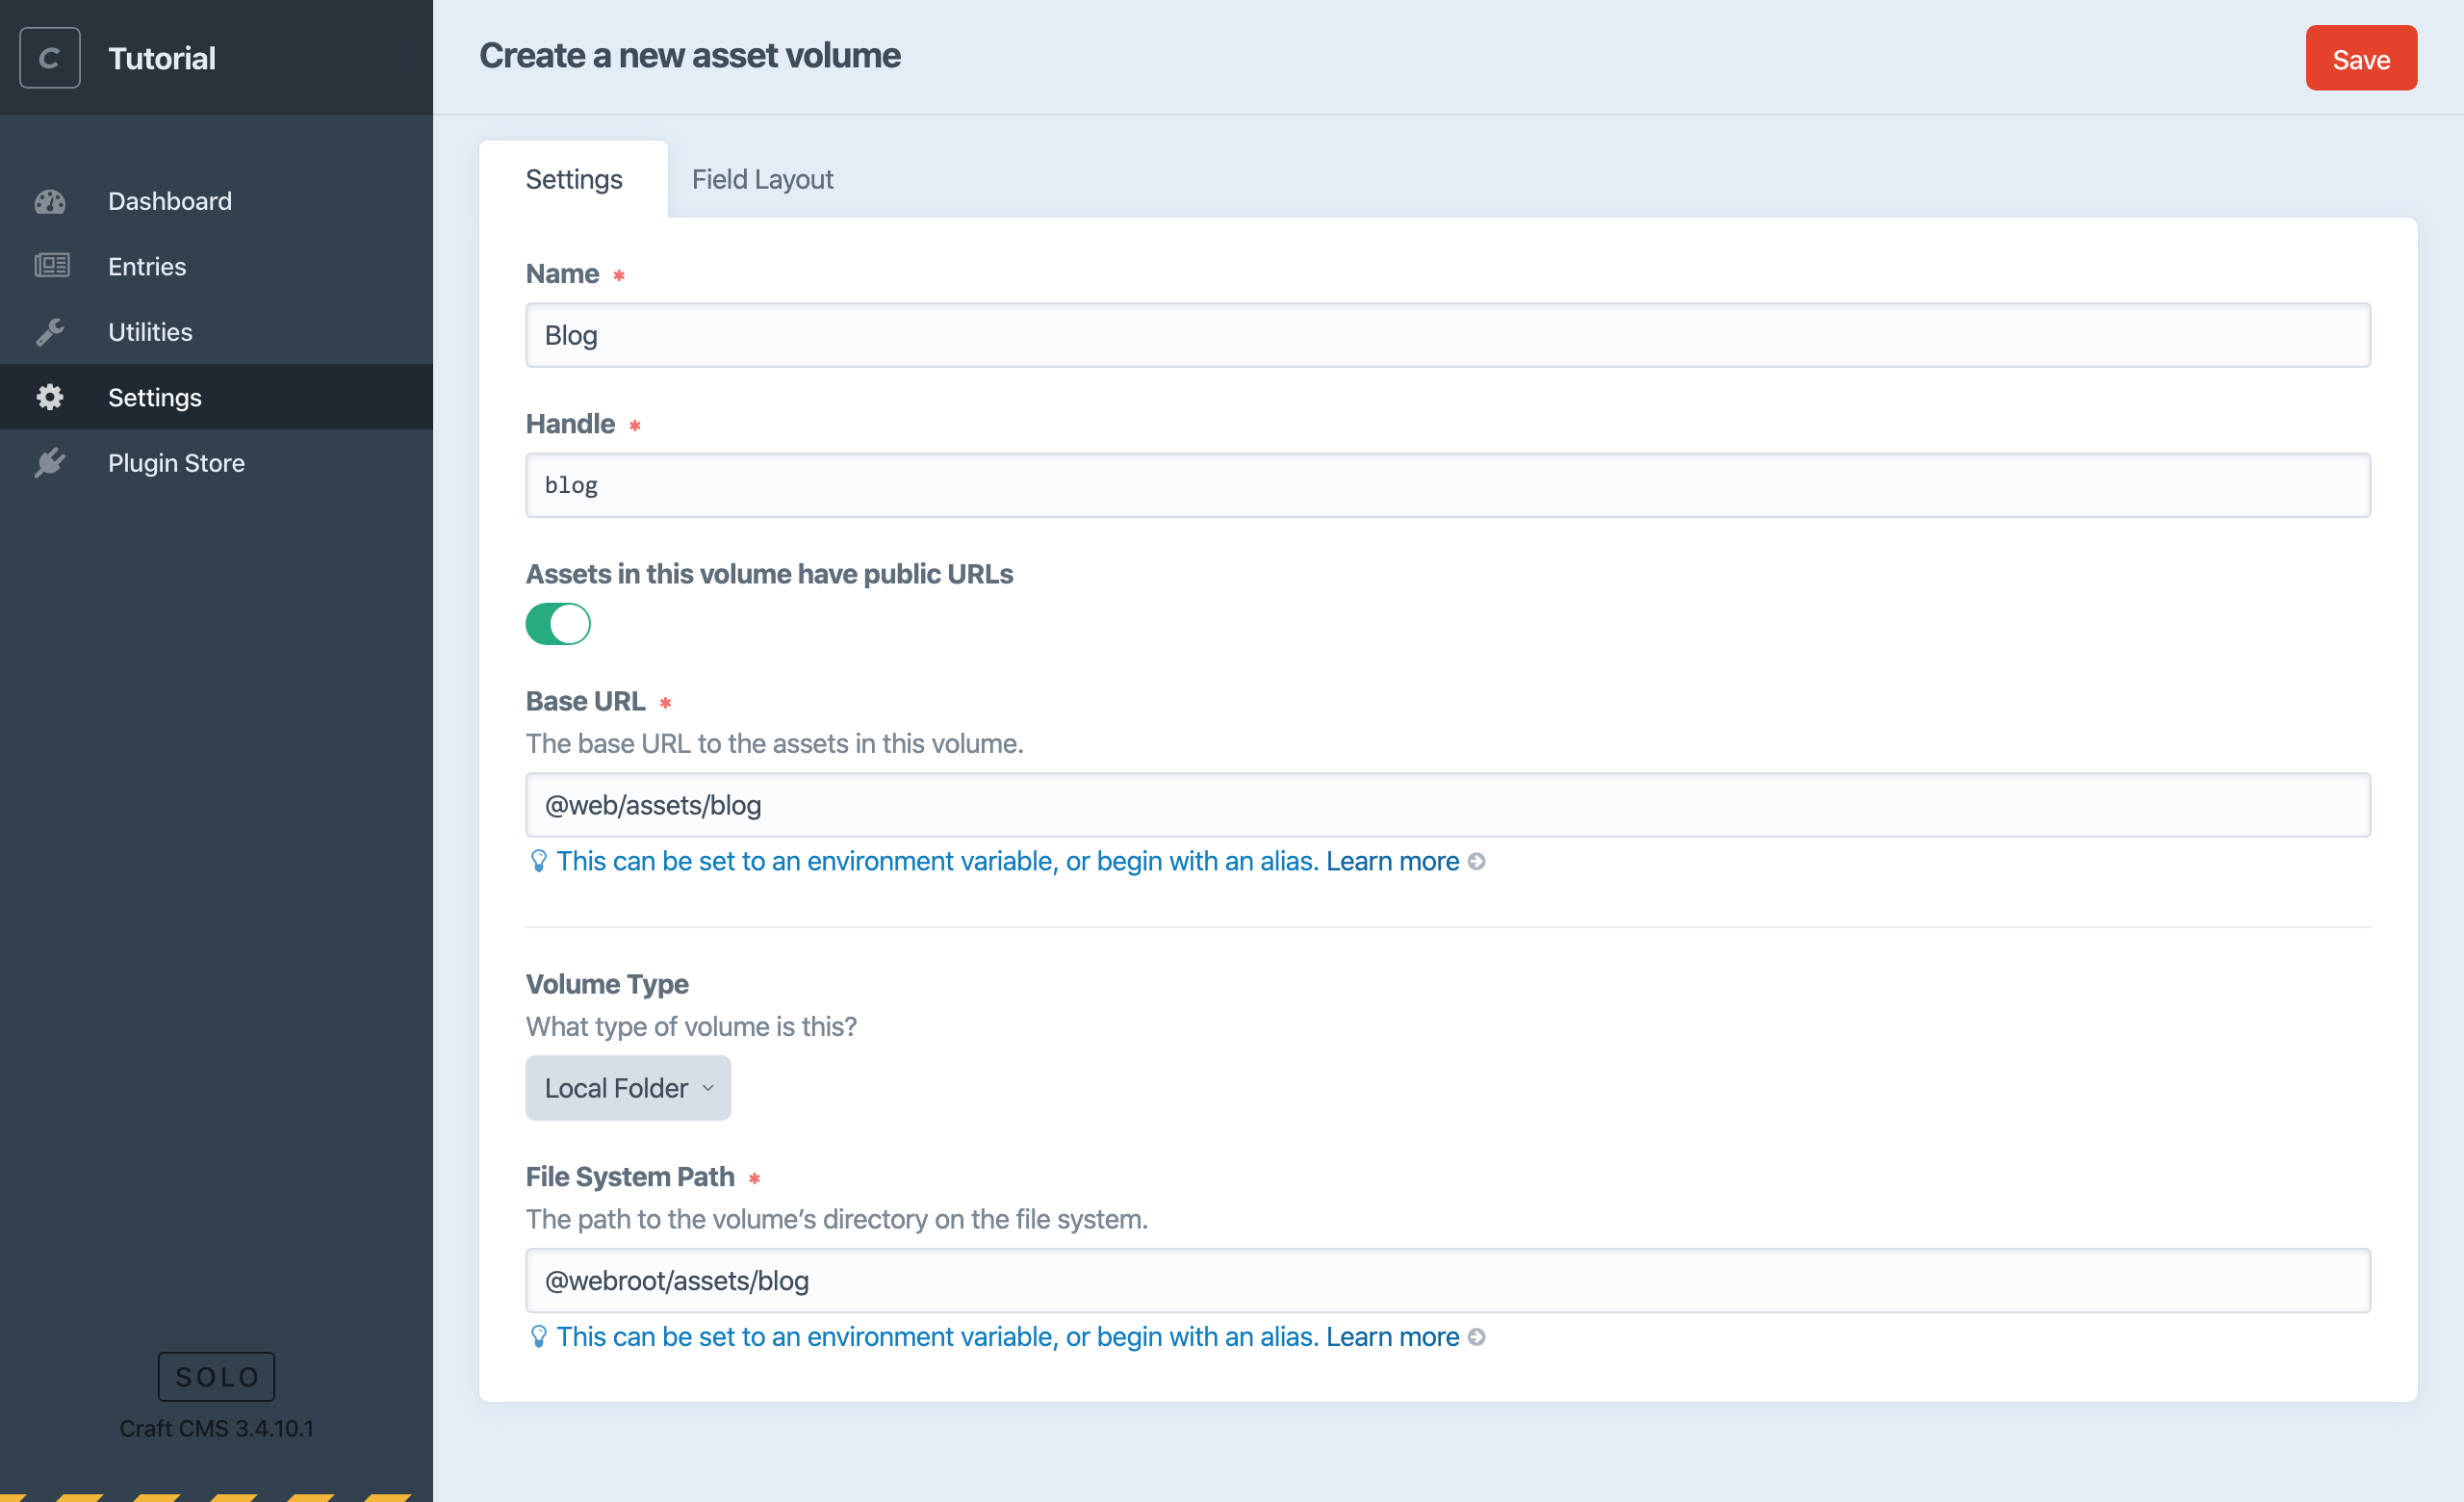 C
Tutorial
Dashboard
Entries
Utilities
Settings
Plugin Store
SOLO
Craft CMS 3.4.10.1
Create a new asset volume
Save
Settings
Field Layout
Name *
Blog
Handle *
blog
Assets in this volume have public URLs
Base URL *
The base URL to the assets in this volume.
@web/assets/blog
This can be set to an environment variable, or begin with an alias. Learn more
Volume Type
What type of volume is this?
Local Folder
File System Path *
The path to the volume’s directory on the file system.
@webroot/assets/blog
This can be set to an environment variable, or begin with an alias. Learn more